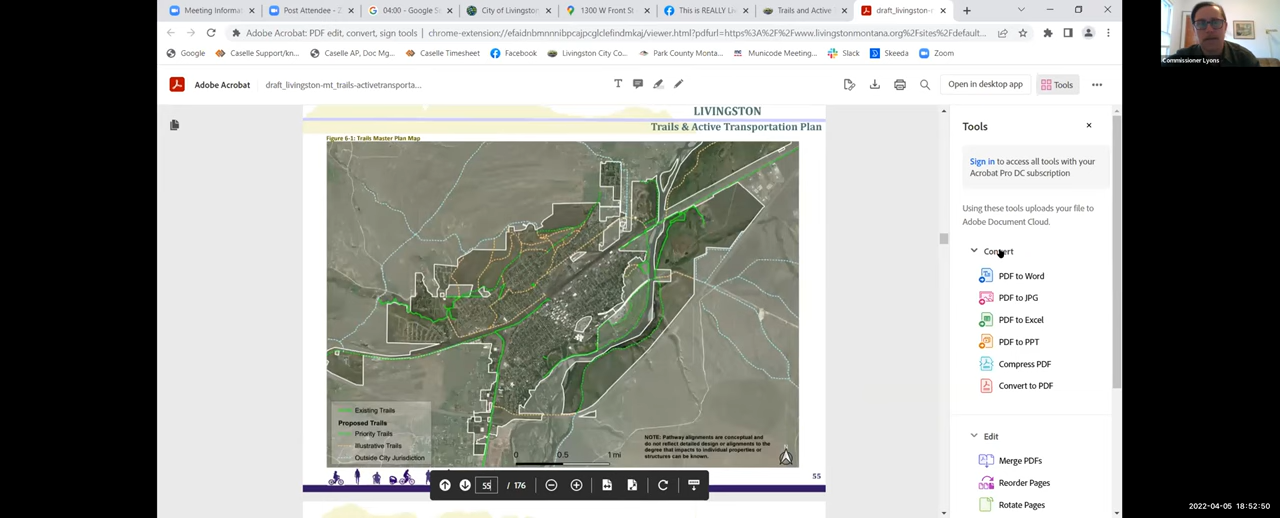 Meeting Informat
Post Attendee - Z
04:00 - Google S
City of Livingston
1300 W Front St
This is REALLY Li
Trails and Active
draft_livingston-m
Adobe Acrobat: PDF edit, convert, sign tools
chrome-extension://efaidnbmnnnibpcajpcglclefindmkaj/viewer.html?pdfurl=https%3A%2F%2Fwww.livingstonmontana.org%2Fsites%2Fdefault...
Google
Caselle Support/kn...
Caselle AP, Doc Mg...
Caselle Timesheet
Facebook
Livingston City Co...
Park County Monta...
Municode Meeting...
Slack
Skeeda
Zoom
Commissioner Lyons
Adobe Acrobat
draft_livingston-mt_trails-activetransporta...
Open in desktop app
Tools
LIVINGSTON
Trails & Active Transportation Plan
Figure 6-1: Trails Master Plan Map
Existing Trails
Proposed Trails
Priority Trails
Illustrative Trails
Outside City Jurisdiction
0 0.5 1 mi
NOTE: Pathway alignments are conceptual and
do not reflect detailed design or alignments to the
degree that impacts to individual properties or
structures can be known.
N
55
55 / 176
Tools
Sign in to access all tools with your
Acrobat Pro DC subscription
Using these tools uploads your file to
Adobe Document Cloud.
Convert
PDF to Word
PDF to JPG
PDF to Excel
PDF to PPT
Compress PDF
Convert to PDF
Edit
Merge PDFs
Reorder Pages
Rotate Pages
2022-04-05 18:52:50